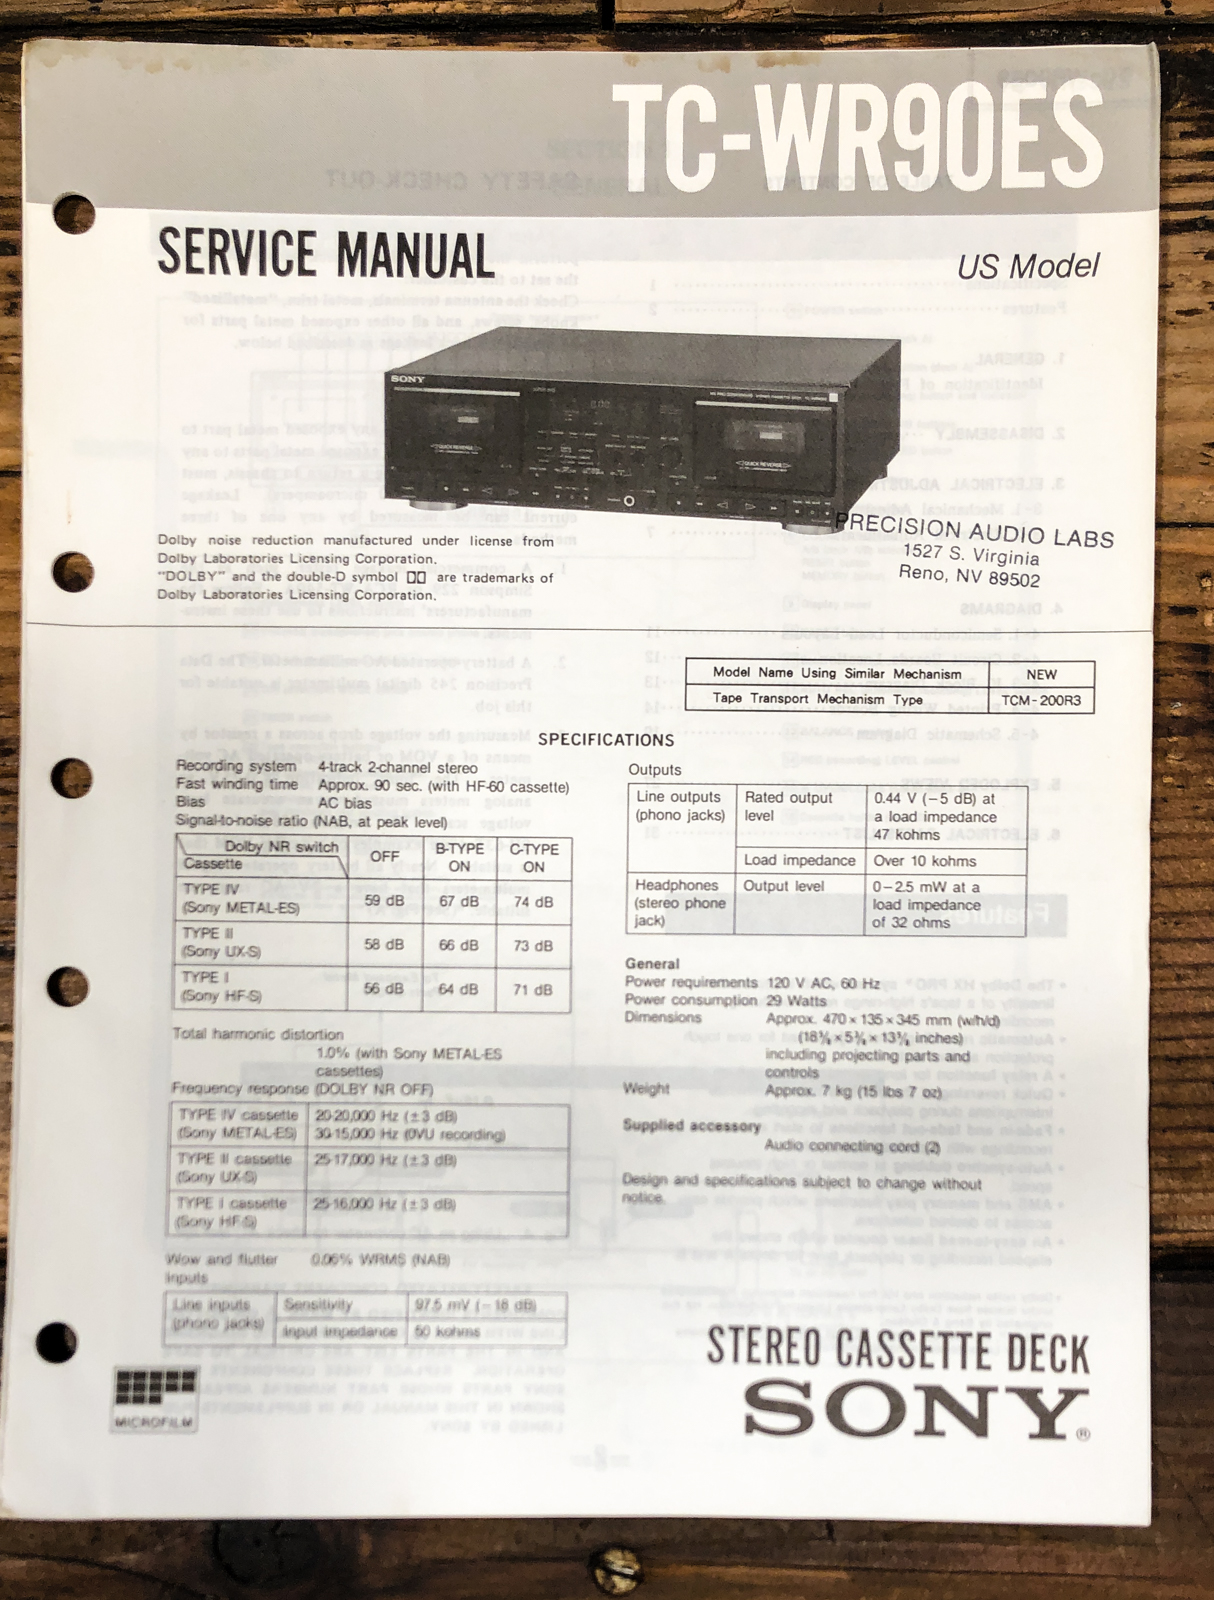 TC-WR90ES
SERVICE MANUAL
US Model
SONY
QUICK REVERSE
QUICK REVERSE
Dolby noise reduction manufactured under license from
Dolby Laboratories Licensing Corporation.
"DOLBY" and the double-D symbol are trademarks of
Dolby Laboratories Licensing Corporation.
PRECISION AUDIO LABS
1527 S. Virginia
Reno, NV 89502
Model Name Using Similar Mechanism NEW
Tape Transport Mechanism Type TCM-200R3
SPECIFICATIONS
Recording system 4-track 2-channel stereo
Fast winding time Approx. 90 sec. (with HF-60 cassette)
Bias AC bias
Signal-to-noise ratio (NAB, at peak level)
Dolby NR switch OFF B-TYPE ON C-TYPE ON
Cassette
TYPE IV (Sony METAL-ES) 59 dB 67 dB 74 dB
TYPE II (Sony UX-S) 58 dB 66 dB 73 dB
TYPE I (Sony HF-S) 56 dB 64 dB 71 dB
Total harmonic distortion
1.0% (with Sony METAL-ES
cassettes)
Frequency response (DOLBY NR OFF)
TYPE IV cassette 20-20,000 Hz (±3 dB)
(Sony METAL-ES) 30-15,000 Hz (0VU recording)
TYPE II cassette 25-17,000 Hz (±3 dB)
(Sony UX-S)
TYPE I cassette 25-16,000 Hz (±3 dB)
(Sony HF-S)
Wow and flutter 0.06% WRMS (NAB)
Inputs
Line inputs (phono jacks) Sensitivity 97.5 mV (-18 dB)
Input impedance 50 kohms
Outputs
Line outputs (phono jacks) Rated output level 0.44 V (-5 dB) at
a load impedance
47 kohms
Load impedance Over 10 kohms
Headphones (stereo phone jack) Output level 0-2.5 mW at a
load impedance
of 32 ohms
General
Power requirements 120 V AC, 60 Hz
Power consumption 29 Watts
Dimensions Approx. 470 × 135 × 345 mm (w/h/d)
inches)
including projecting parts and
controls
Weight Approx. 7 kg (15 lbs 7 oz)
Supplied accessory
Audio connecting cord (2)
Design and specifications subject to change without
notice.
MICROFILM
STEREO CASSETTE DECK
SONY®